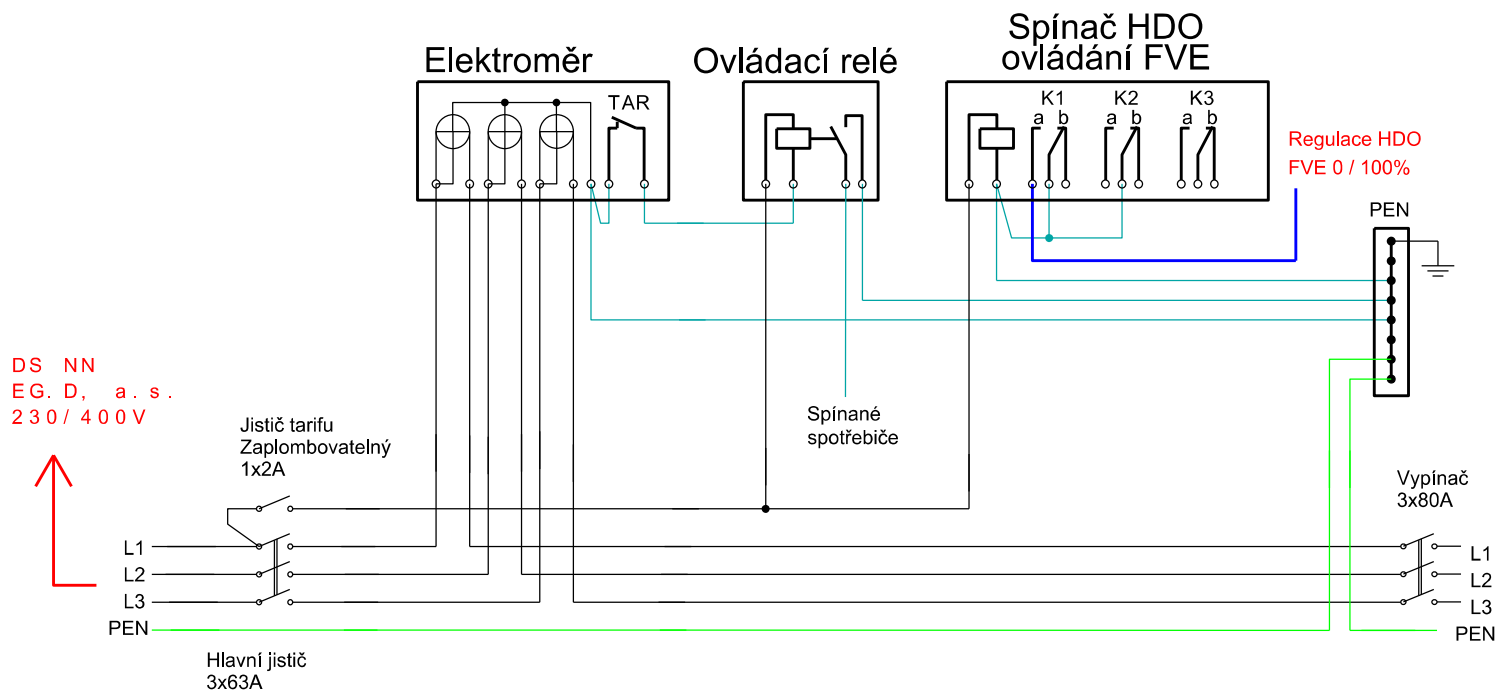 Elektroměr
Ovládací relé
Spínač HDO
ovládání FVE
TAR
K1
K2
K3
a b
a b
a b
Regulace HDO
FVE 0 / 100%
PEN
DS NN
EG. D, a. s.
230/ 400V
Jistič tarifu
Zaplombovatelný
1x2A
Spínané
spotřebiče
Vypínač
3x80A
L1
L2
L3
PEN
L1
L2
L3
PEN
Hlavní jistič
3x63A